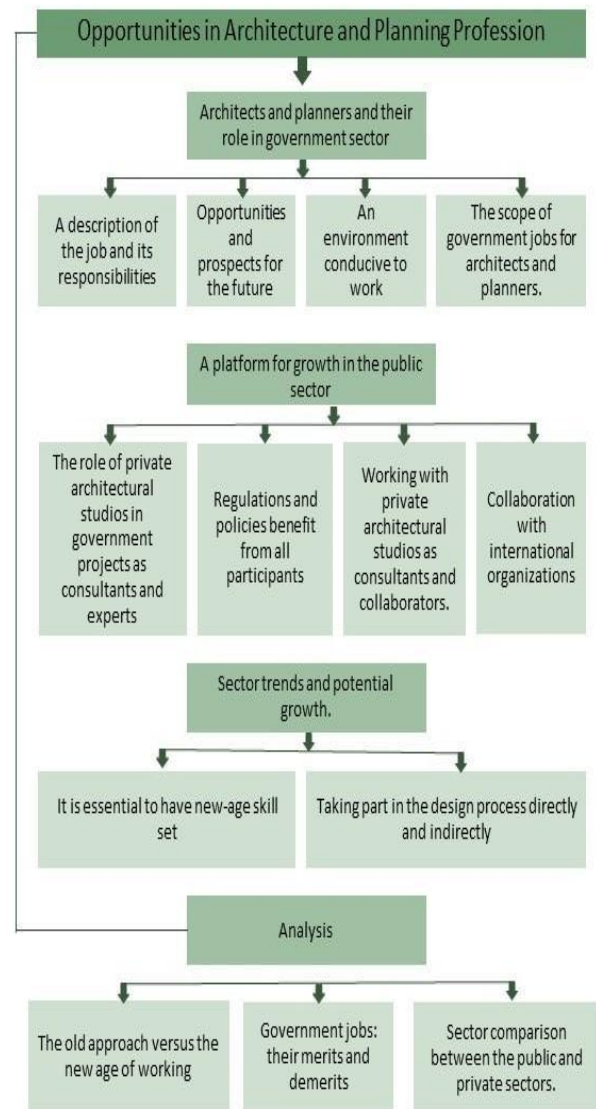 Opportunities in Architecture and Planning Profession
Architects and planners and their
role in government sector
A description of
the job and its
responsibilities
Opportunities
and
prospects for
the future
An
environment
conducive to
work
The scope of
government jobs for
architects and
planners.
A platform for growth in the public
sector
The role of private
architectural
studios in
government
projects as
consultants and
experts
Regulations and
policies benefit
from all
participants
Working with
private
architectural
studios as
consultants and
collaborators.
Collaboration
with
international
organizations
Sector trends and potential
growth.
It is essential to have new-age skill
set
Taking part in the design process directly
and indirectly
Analysis
The old approach versus the
new age of working
Government jobs:
their merits and
demerits
Sector comparison
between the public and
private sectors.